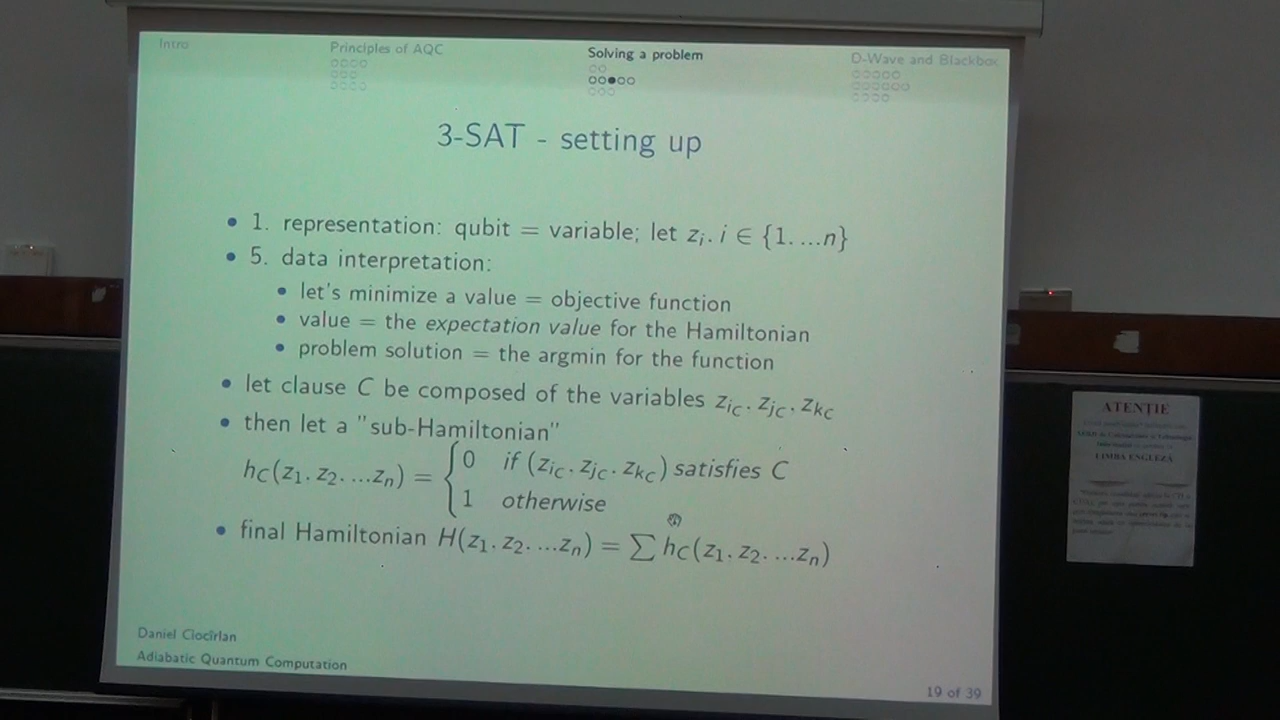 Intro
Principles of AQC
Solving a problem
D-Wave and Blackbox
3-SAT - setting up
• 1. representation: qubit = variable; let z_i, i ∈ {1, ...n}
• 5. data interpretation:
• let's minimize a value = objective function
• value = the expectation value for the Hamiltonian
• problem solution = the argmin for the function
• let clause C be composed of the variables z_{i_C}, z_{j_C}, z_{k_C}
• then let a "sub-Hamiltonian"
h_C(z_1, z_2, ...z_n) = { 0 if (z_{i_C}, z_{j_C}, z_{k_C}) satisfies C
1 otherwise
• final Hamiltonian H(z_1, z_2, ...z_n) = ∑ h_C(z_1, z_2, ...z_n)
Daniel Ciocîrlan
Adiabatic Quantum Computation
19 of 39
ATENȚIE
LIMBA ENGLEZĂ